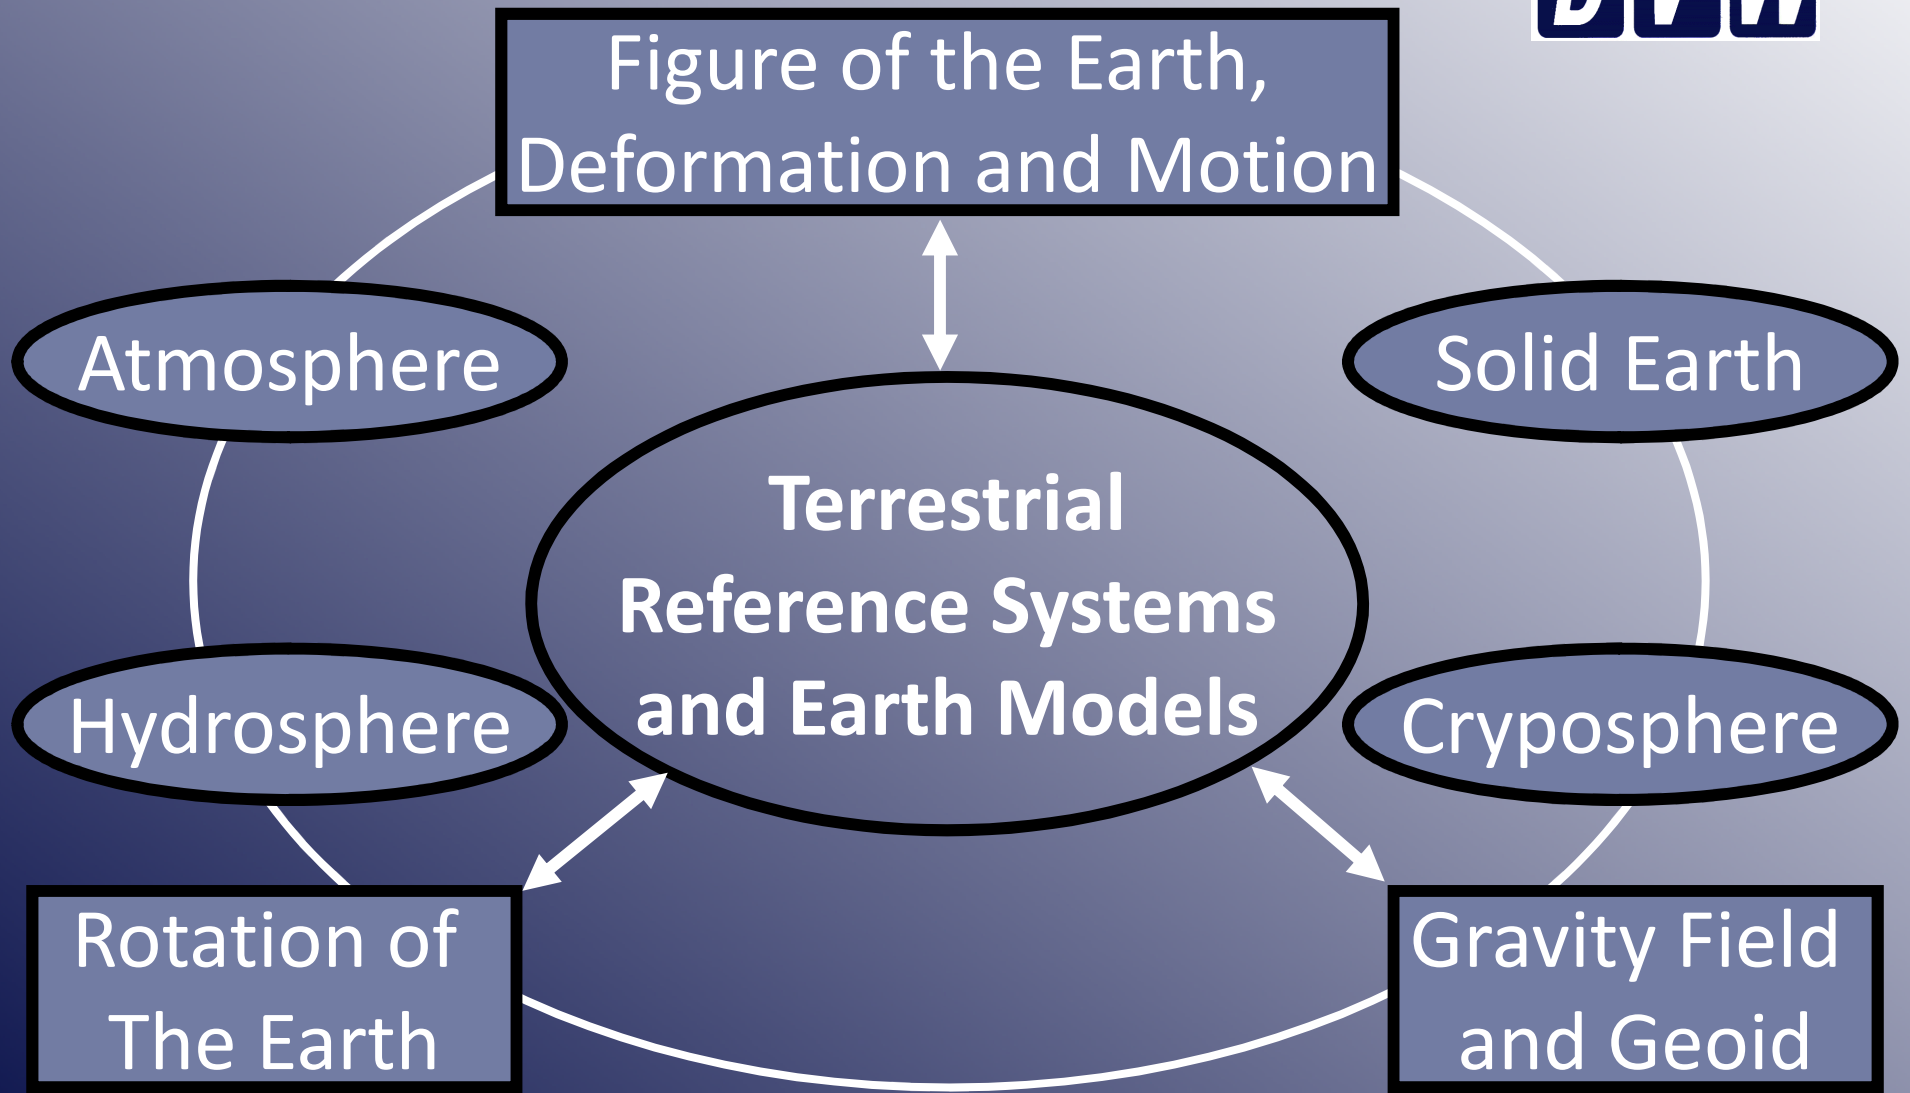 DVW
Figure of the Earth,
Deformation and Motion
Atmosphere
Solid Earth
Terrestrial
Reference Systems
and Earth Models
Hydrosphere
Cryposphere
Rotation of
The Earth
Gravity Field
and Geoid